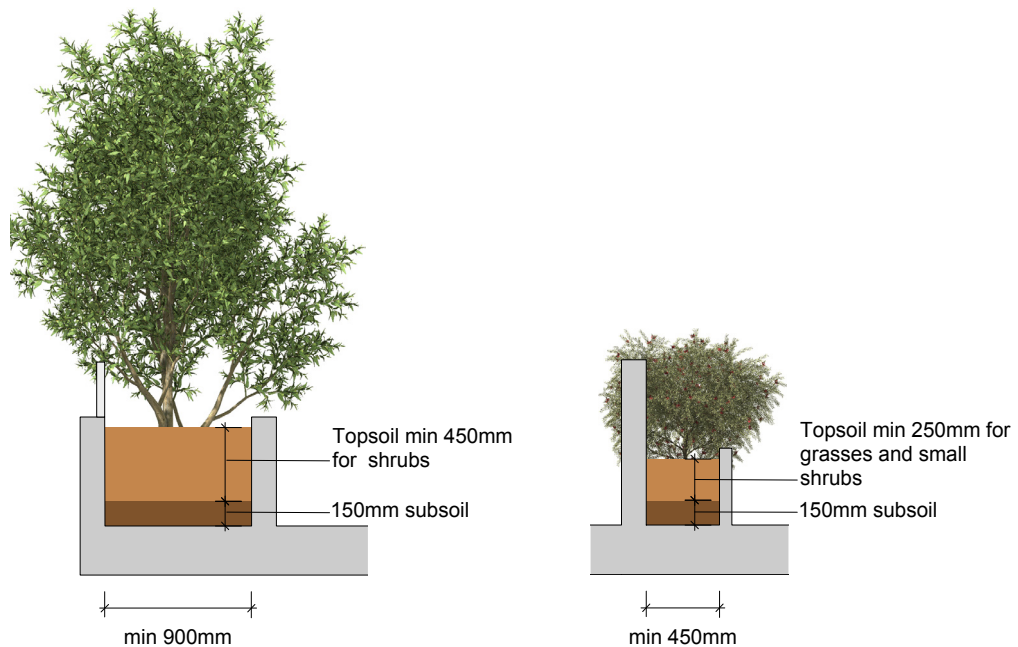 Topsoil min 450mm
for shrubs
150mm subsoil
min 900mm
Topsoil min 250mm for
grasses and small
shrubs
150mm subsoil
min 450mm